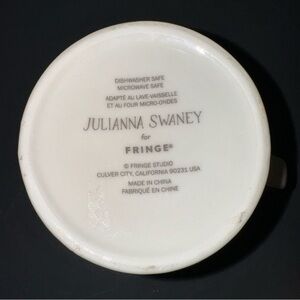 DISHWASHER SAFE
MICROWAVE SAFE
ADAPTÉ AU LAVE-VAISSELLE
ET AU FOUR MICRO-ONDES
JULIANNA SWANEY
for
FRINGE®
© FRINGE STUDIO
CULVER CITY, CALIFORNIA 90231 USA
MADE IN CHINA
FABRIQUÉ EN CHINE